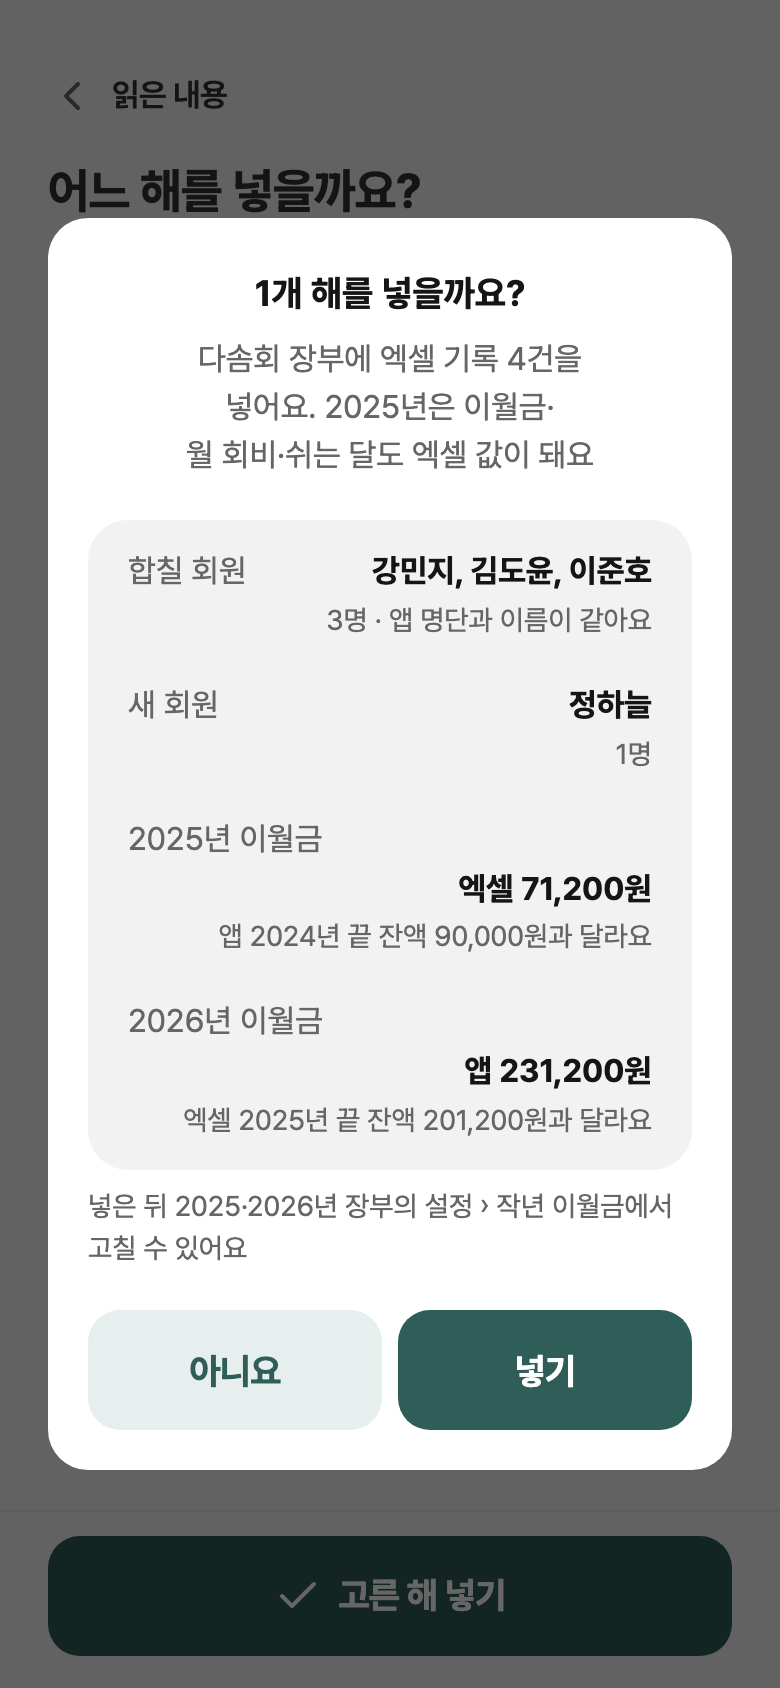 읽은 내용
어느 해를 넣을까요?
1개 해를 넣을까요?
다솜회 장부에 엑셀 기록 4건을
넣어요. 2025년은 이월금·
월 회비·쉬는 달도 엑셀 값이 돼요
합칠 회원 강민지, 김도윤, 이준호
3명 · 앱 명단과 이름이 같아요
새 회원 정하늘
1명
2025년 이월금
엑셀 71,200원
앱 2024년 끝 잔액 90,000원과 달라요
2026년 이월금
앱 231,200원
엑셀 2025년 끝 잔액 201,200원과 달라요
넣은 뒤 2025·2026년 장부의 설정 › 작년 이월금에서
고칠 수 있어요
아니요 넣기
고른 해 넣기